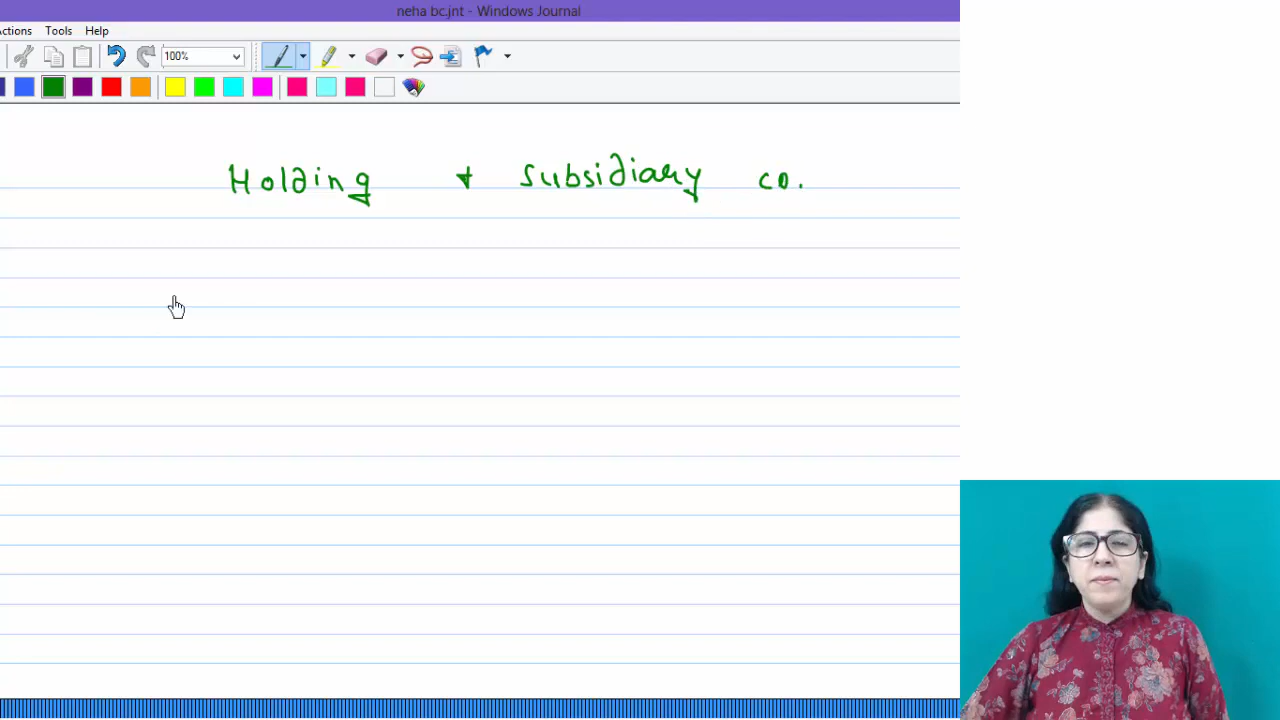 neha bc.jnt - Windows Journal
Actions Tools Help
100%
Holding + Subsidiary co.